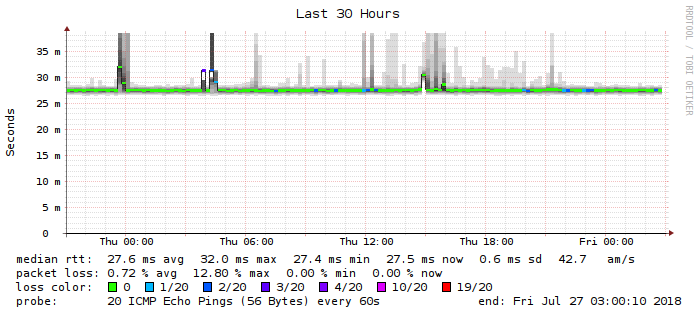 Last 30 Hours
RRDTOOL / TOBI OETIKER
Seconds
35 m
30 m
25 m
20 m
15 m
10 m
5 m
0
Thu 00:00 Thu 06:00 Thu 12:00 Thu 18:00 Fri 00:00
median rtt: 27.6 ms avg 32.0 ms max 27.4 ms min 27.5 ms now 0.6 ms sd 42.7 am/s
packet loss: 0.72 % avg 12.80 % max 0.00 % min 0.00 % now
loss color: 0 1/20 2/20 3/20 4/20 10/20 19/20
probe: 20 ICMP Echo Pings (56 Bytes) every 60s end: Fri Jul 27 03:00:10 2018